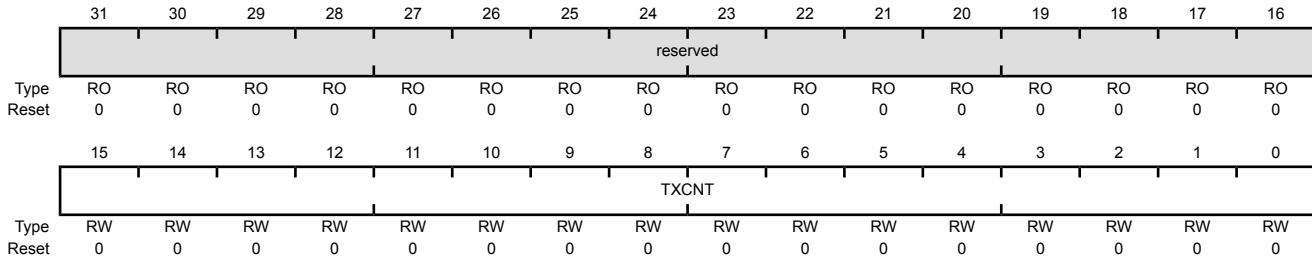 31 30 29 28 27 26 25 24 23 22 21 20 19 18 17 16
reserved
Type RO RO RO RO RO RO RO RO RO RO RO RO RO RO RO RO
Reset 0 0 0 0 0 0 0 0 0 0 0 0 0 0 0 0
15 14 13 12 11 10 9 8 7 6 5 4 3 2 1 0
TXCNT
Type RW RW RW RW RW RW RW RW RW RW RW RW RW RW RW RW
Reset 0 0 0 0 0 0 0 0 0 0 0 0 0 0 0 0